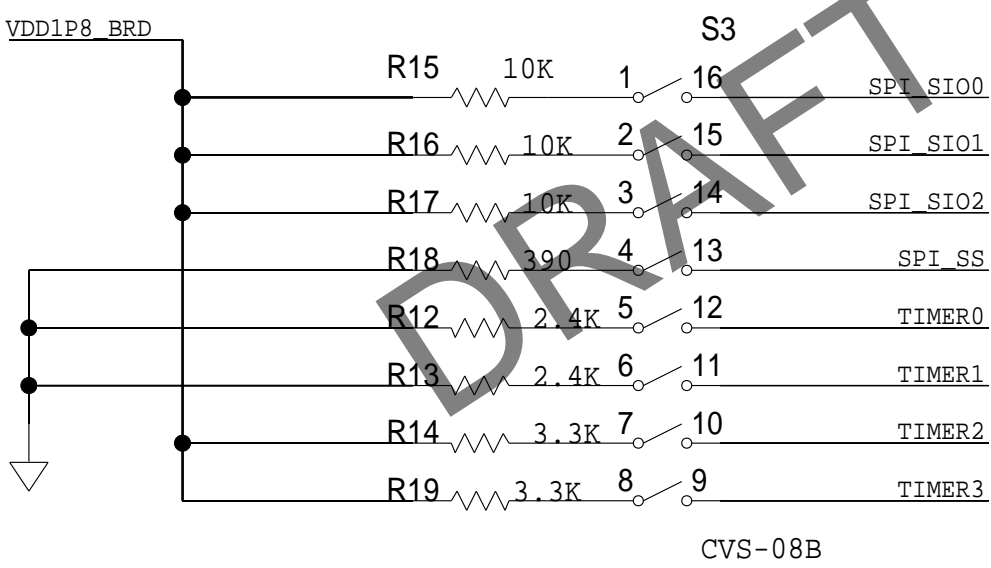 VDD1P8_BRD
S3
R15 10K 1 16 SPI_SIO0
R16 10K 2 15 SPI_SIO1
R17 10K 3 14 SPI_SIO2
R18 390 4 13 SPI_SS
R12 2.4K 5 12 TIMER0
R13 2.4K 6 11 TIMER1
R14 3.3K 7 10 TIMER2
R19 3.3K 8 9 TIMER3
CVS-08B
DRAFT